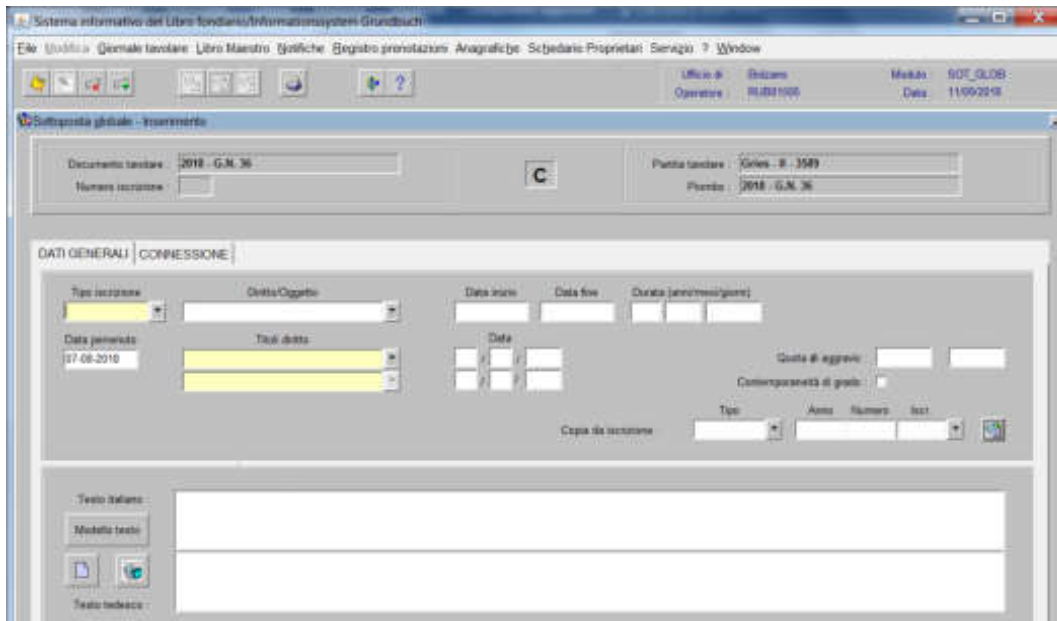 Sistema informativo del Libro fondiario/Informationssystem Grundbuch
File Modifica Giornale tavolare Libro Maestro Notifiche Registro prenotazioni Anagrafiche Schedario Proprietari Servizio ? Window
Ufficio di Bolzano Modulo SOT_GLOB
Operatore : Data 11/09/2018
Sottoposta globale - Inserimento
Documento tavolare : 2018 - G.N. 36 C Partita tavolare : Gries - II - 3589
Numero iscrizione Piombo : 2018 - G.N. 36
DATI GENERALI CONNESSIONE
Tipo iscrizione Diritto/Oggetto Data inizio Data fine Durata (anni/mesi/giorni)
Data pervenuto Titoli diritto Data
07-08-2018 / / Quota di aggravio :
/ / Contemporaneità di grado :
Tipo Anno Numero Iscr.
Copia da iscrizione
Testo italiano
Modello testo
Testo tedesco